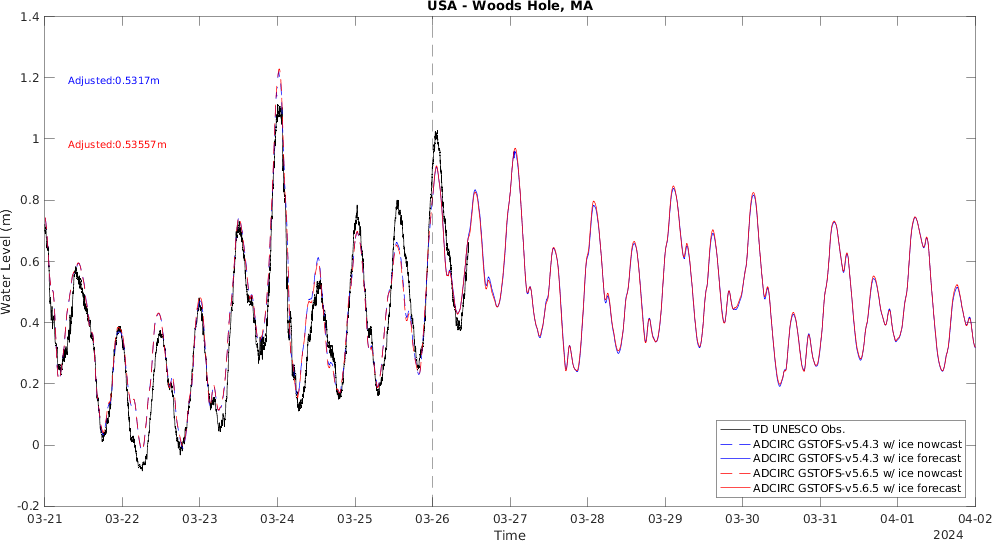 USA - Woods Hole, MA
Adjusted:0.5317m
Adjusted:0.53557m
Water Level (m)
1.4
1.2
1
0.8
0.6
0.4
0.2
0
-0.2
TD UNESCO Obs.
ADCIRC GSTOFS-v5.4.3 w/ ice nowcast
ADCIRC GSTOFS-v5.4.3 w/ ice forecast
ADCIRC GSTOFS-v5.6.5 w/ ice nowcast
ADCIRC GSTOFS-v5.6.5 w/ ice forecast
03-21 03-22 03-23 03-24 03-25 03-26 03-27 03-28 03-29 03-30 03-31 04-01 04-02
Time
2024